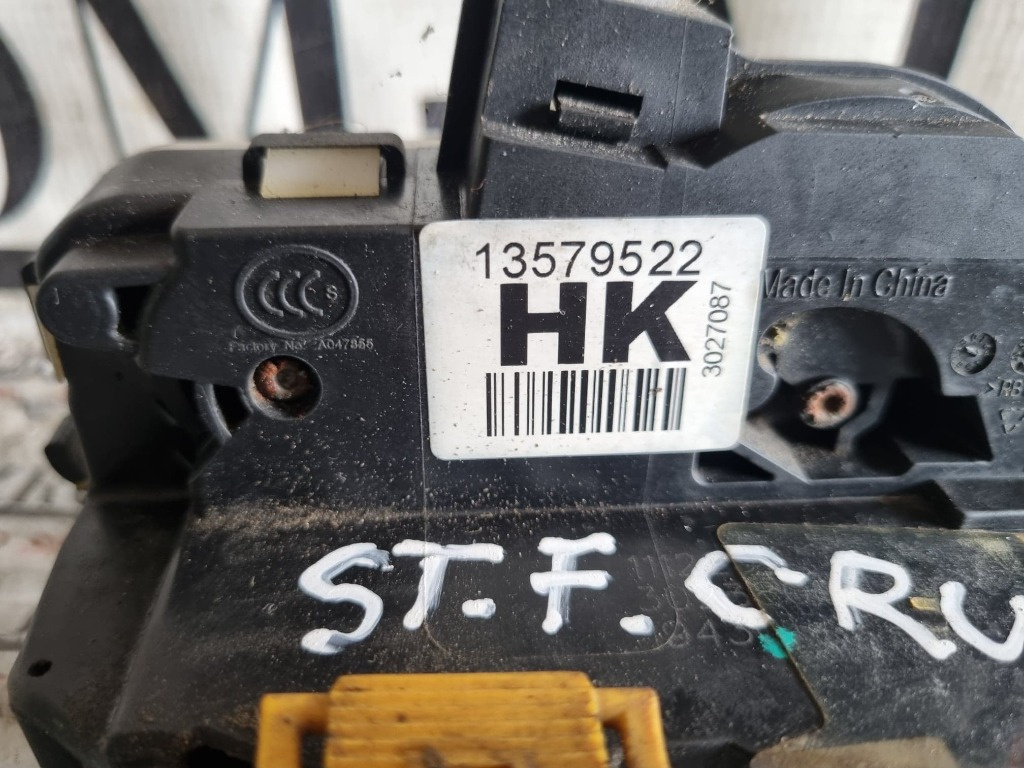 13579522
HK
3027087
Made In China
S
Factory No: A047855
ST.F. CRU